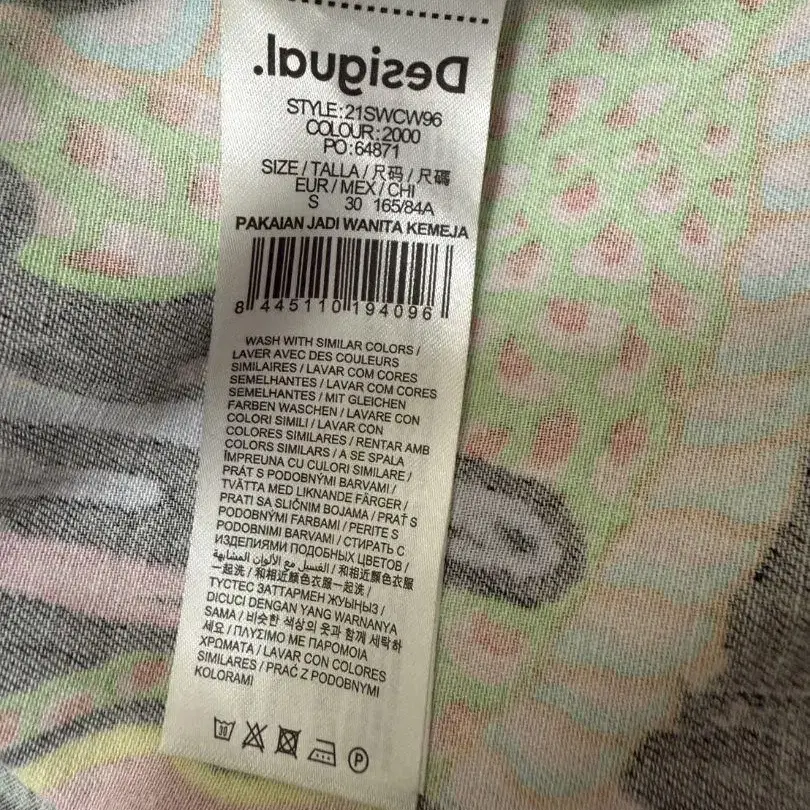 Desigual.
STYLE:21SWCW96
COLOUR:2000
PO:64871
SIZE / TALLA / 尺码 / 尺碼
EUR / MEX / CHI
S 30 165/84A
PAKAIAN JADI WANITA KEMEJA
8 445110 194096
WASH WITH SIMILAR COLORS /
LAVER AVEC DES COULEURS
SIMILAIRES / LAVAR COM CORES
SEMELHANTES / LAVAR COM CORES
SEMELHANTES / MIT GLEICHEN
FARBEN WASCHEN / LAVARE CON
COLORI SIMILI / LAVAR CON
COLORES SIMILARES / RENTAR AMB
COLORS SIMILARS / A SE SPALA
ÎMPREUNA CU CULORI SIMILARE /
PRÁT S PODOBNÝMI BARVAMI /
TVÄTTA MED LIKNANDE FÄRGER /
PRATI SA SLIČNIM BOJAMA / PRAŤ S
PODOBNÝMI FARBAMI / PERITE S
PODOBNIMI BARVAMI / СТИРАТЬ С
ИЗДЕЛИЯМИ ПОДОБНЫХ ЦВЕТОВ /
الغسيل مع الألوان المشابهة / 和相近颜色衣服
一起洗 / 和相近顏色衣服一起洗 /
ТҮСТЕС ЗАТТАРМЕН ЖУЫҢЫЗ /
DICUCI DENGAN YANG WARNANYA
SAMA / 비슷한 색상의 옷과 함께 세탁하
세요 / ΠΛΥΣΙΜΟ ΜΕ ΠΑΡΟΜΟΙΑ
ΧΡΩΜΑΤΑ / LAVAR CON COLORES
SIMILARES / PRAĆ Z PODOBNYMI
KOLORAMI
30
P